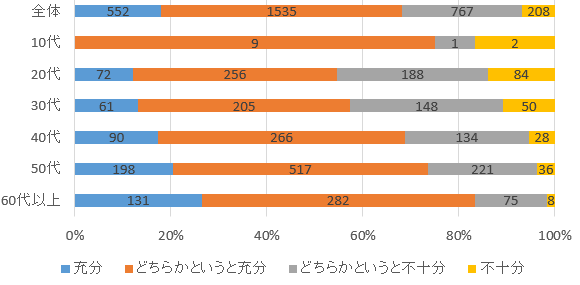 全体 552 1535 767 208
10代 9 1 2
20代 72 256 188 84
30代 61 205 148 50
40代 90 266 134 28
50代 198 517 221 36
60代以上 131 282 75 8
0% 20% 40% 60% 80% 100%
充分 どちらかというと充分 どちらかというと不十分 不十分